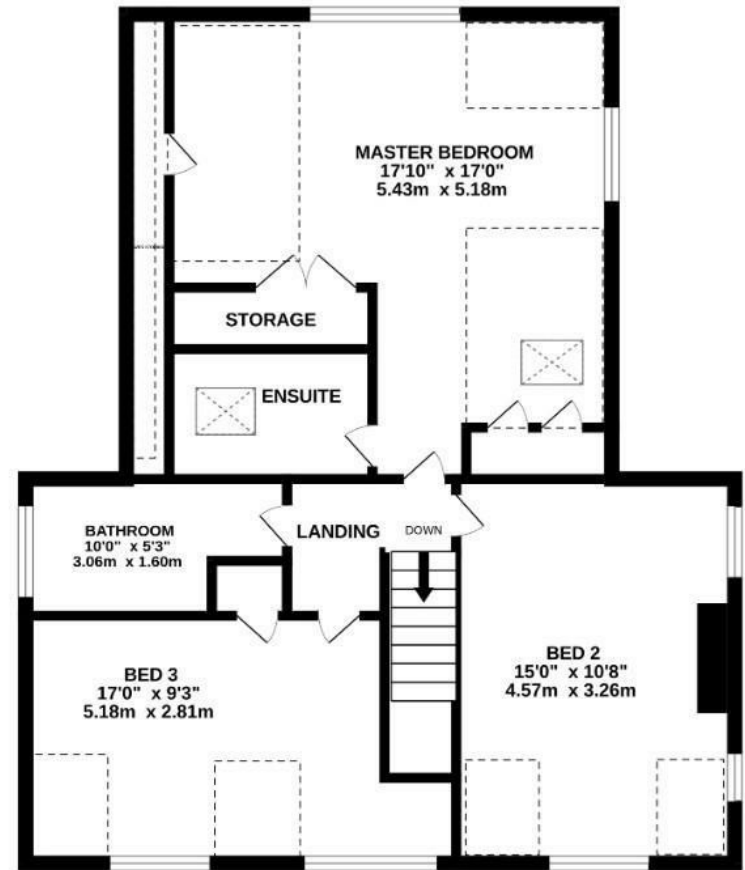 MASTER BEDROOM
17'10" x 17'0"
5.43m x 5.18m
STORAGE
ENSUITE
BATHROOM
10'0" x 5'3"
3.06m x 1.60m
LANDING
DOWN
BED 3
17'0" x 9'3"
5.18m x 2.81m
BED 2
15'0" x 10'8"
4.57m x 3.26m